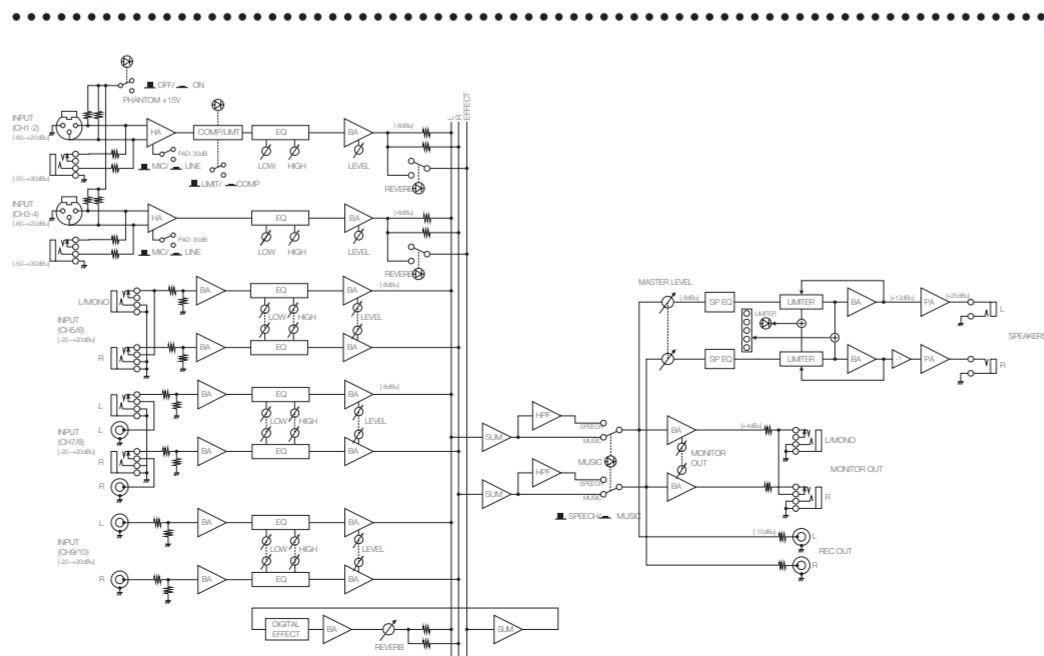 OFF/ ON
PHANTOM +15V
INPUT
(CH1-2)
[-60~+20dBu]
HA
COMP/LIMT
EQ
BA
[-8dBu]
PAD: 30dB
MIC/ LINE
LOW HIGH
LEVEL
REVERB
LIMIT/ COMP
[-50~+30dBu]
L
R
EFFECT
INPUT
(CH3-4)
[-60~+20dBu]
HA
EQ
BA
[-8dBu]
PAD: 30dB
MIC/ LINE
LOW HIGH
LEVEL
REVERB
[-50~+30dBu]
L/MONO
INPUT
(CH5/6)
[-20~+20dBu]
R
BA
EQ
BA
[-8dBu]
LOW HIGH
LEVEL
BA
EQ
BA
L
L
INPUT
(CH7/8)
[-20~+20dBu]
R
R
BA
EQ
BA
[-8dBu]
LOW HIGH
LEVEL
BA
EQ
BA
L
INPUT
(CH9/10)
[-20~+20dBu]
R
BA
EQ
BA
LOW HIGH
LEVEL
BA
EQ
BA
DIGITAL
EFFECT
BA
REVERB
SUM
SUM
HPF
SPEECH
MUSIC
MUSIC
SUM
HPF
SPEECH
MUSIC
SPEECH/ MUSIC
MASTER LEVEL
[-6dBu]
SP EQ
LIMITER
BA
[+12dBu]
PA
[+25dBu]
L
LIMITER
SPEAKERS
SP EQ
LIMITER
BA
-1
PA
R
BA
[+4dBu]
L/MONO
MONITOR
OUT
MONITOR OUT
BA
R
[-10dBu]
L
REC OUT
R